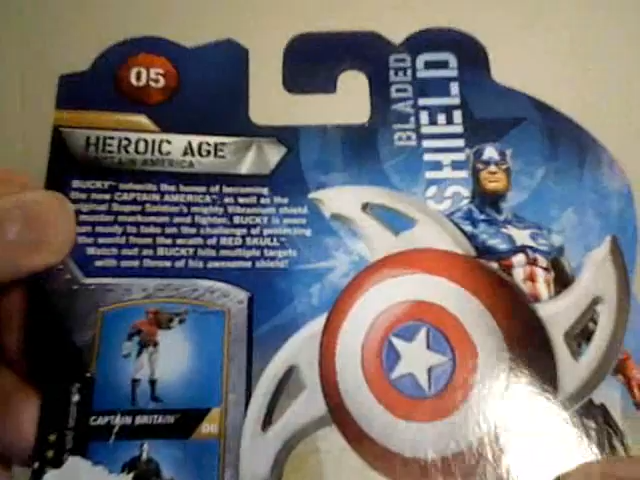 05
BLADED
SHIELD
HEROIC AGE
CAPTAIN AMERICA
BUCKY™ inherits the honor of becoming
the new CAPTAIN AMERICA®, as well as the
original Super Soldier's mighty Vibranium shield.
master marksman and fighter, BUCKY is more
than ready to take on the challenge of protecting
the world from the wrath of RED SKULL™.
Watch out as BUCKY hits multiple targets
with one throw of his awesome shield!
CAPTAIN BRITAIN™
06